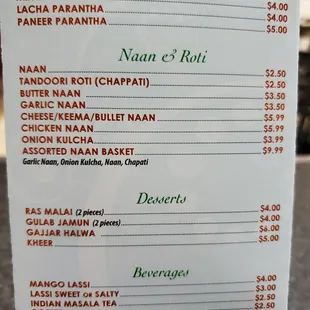 LACHA PARANTHA $4.00
PANEER PARANTHA $4.00
$5.00
Naan & Roti
NAAN $2.50
TANDOORI ROTI (CHAPPATI) $2.50
BUTTER NAAN $3.50
GARLIC NAAN $3.50
CHEESE/KEEMA/BULLET NAAN $5.99
CHICKEN NAAN $5.99
ONION KULCHA $3.99
ASSORTED NAAN BASKET $9.99
Garlic Naan, Onion Kulcha, Naan, Chapati
Desserts
RAS MALAI (2 pieces) $4.00
GULAB JAMUN (2 pieces) $4.00
GAJJAR HALWA $6.00
KHEER $5.00
Beverages
MANGO LASSI $4.00
LASSI SWEET or SALTY $3.00
INDIAN MASALA TEA $2.50
$2.50